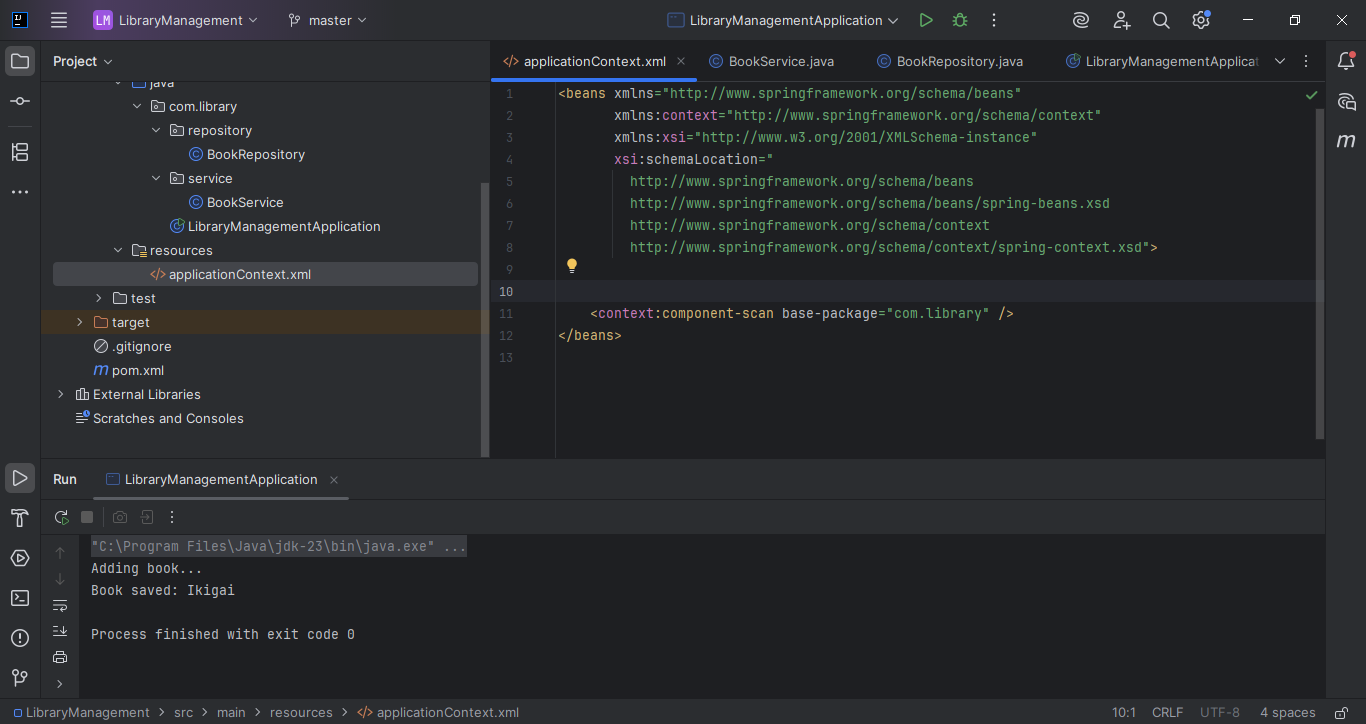 LM LibraryManagement master LibraryManagementApplication
Project
java
com.library
repository
BookRepository
service
BookService
LibraryManagementApplication
resources
applicationContext.xml
test
target
.gitignore
pom.xml
External Libraries
Scratches and Consoles
applicationContext.xml BookService.java BookRepository.java LibraryManagementApplicat
1 <beans xmlns="http://www.springframework.org/schema/beans"
2 xmlns:context="http://www.springframework.org/schema/context"
3 xmlns:xsi="http://www.w3.org/2001/XMLSchema-instance"
4 xsi:schemaLocation="
5 http://www.springframework.org/schema/beans
6 http://www.springframework.org/schema/beans/spring-beans.xsd
7 http://www.springframework.org/schema/context
8 http://www.springframework.org/schema/context/spring-context.xsd">
9
10
11 <context:component-scan base-package="com.library" />
12 </beans>
13
Run LibraryManagementApplication
"C:\Program Files\Java\jdk-23\bin\java.exe" ...
Adding book...
Book saved: Ikigai
Process finished with exit code 0
LibraryManagement > src > main > resources > applicationContext.xml 10:1 CRLF UTF-8 4 spaces